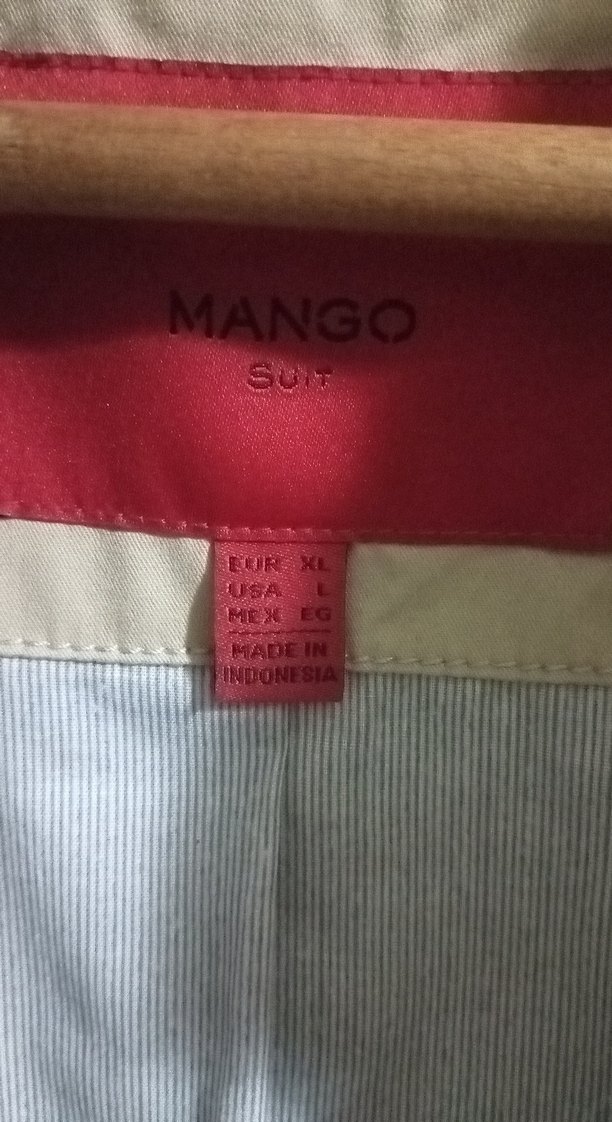 MANGO
SUIT
EUR XL
USA L
MEX EG
MADE IN
INDONESIA